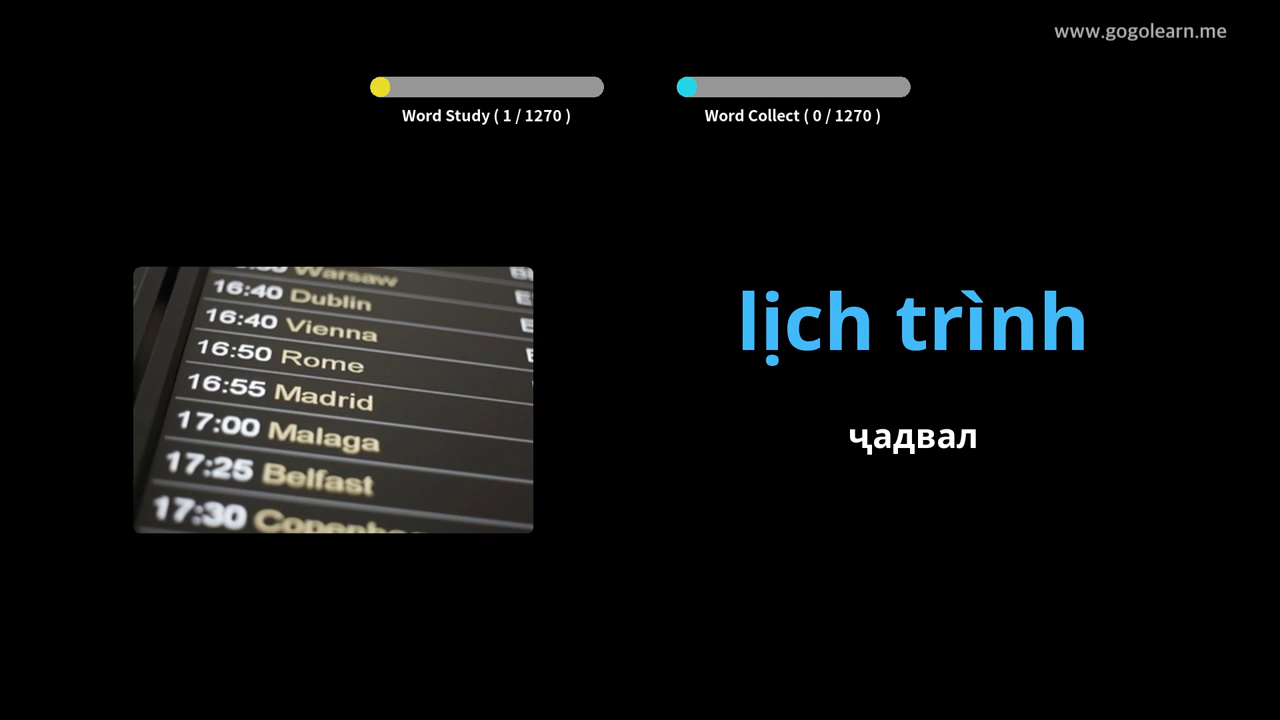 www.gogolearn.me
Word Study ( 1 / 1270 )
Word Collect ( 0 / 1270 )
Warsaw
16:40 Dublin
16:40 Vienna
16:50 Rome
16:55 Madrid
17:00 Malaga
17:25 Belfast
17:30
lịch trình
ҷадвал